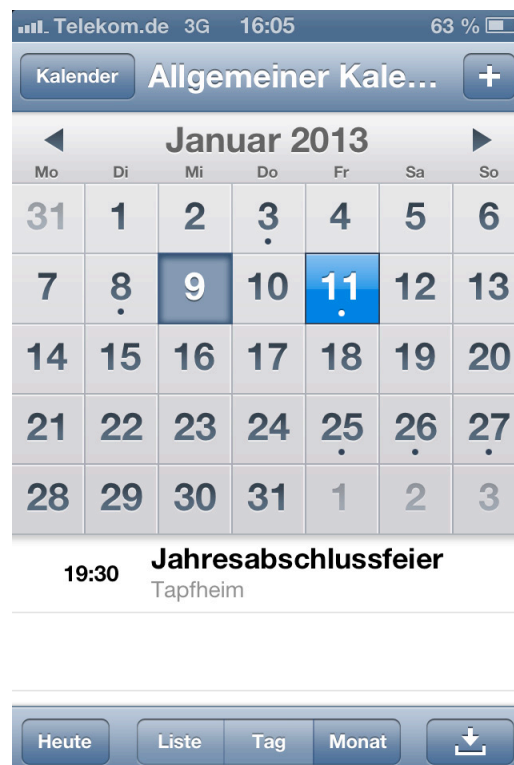 Telekom.de 3G 16:05 63 %
Kalender Allgemeiner Kale... +
Januar 2013
Mo Di Mi Do Fr Sa So
31 1 2 3 4 5 6
7 8 9 10 11 12 13
14 15 16 17 18 19 20
21 22 23 24 25 26 27
28 29 30 31 1 2 3
19:30 Jahresabschlussfeier
Tapfheim
Heute Liste Tag Monat